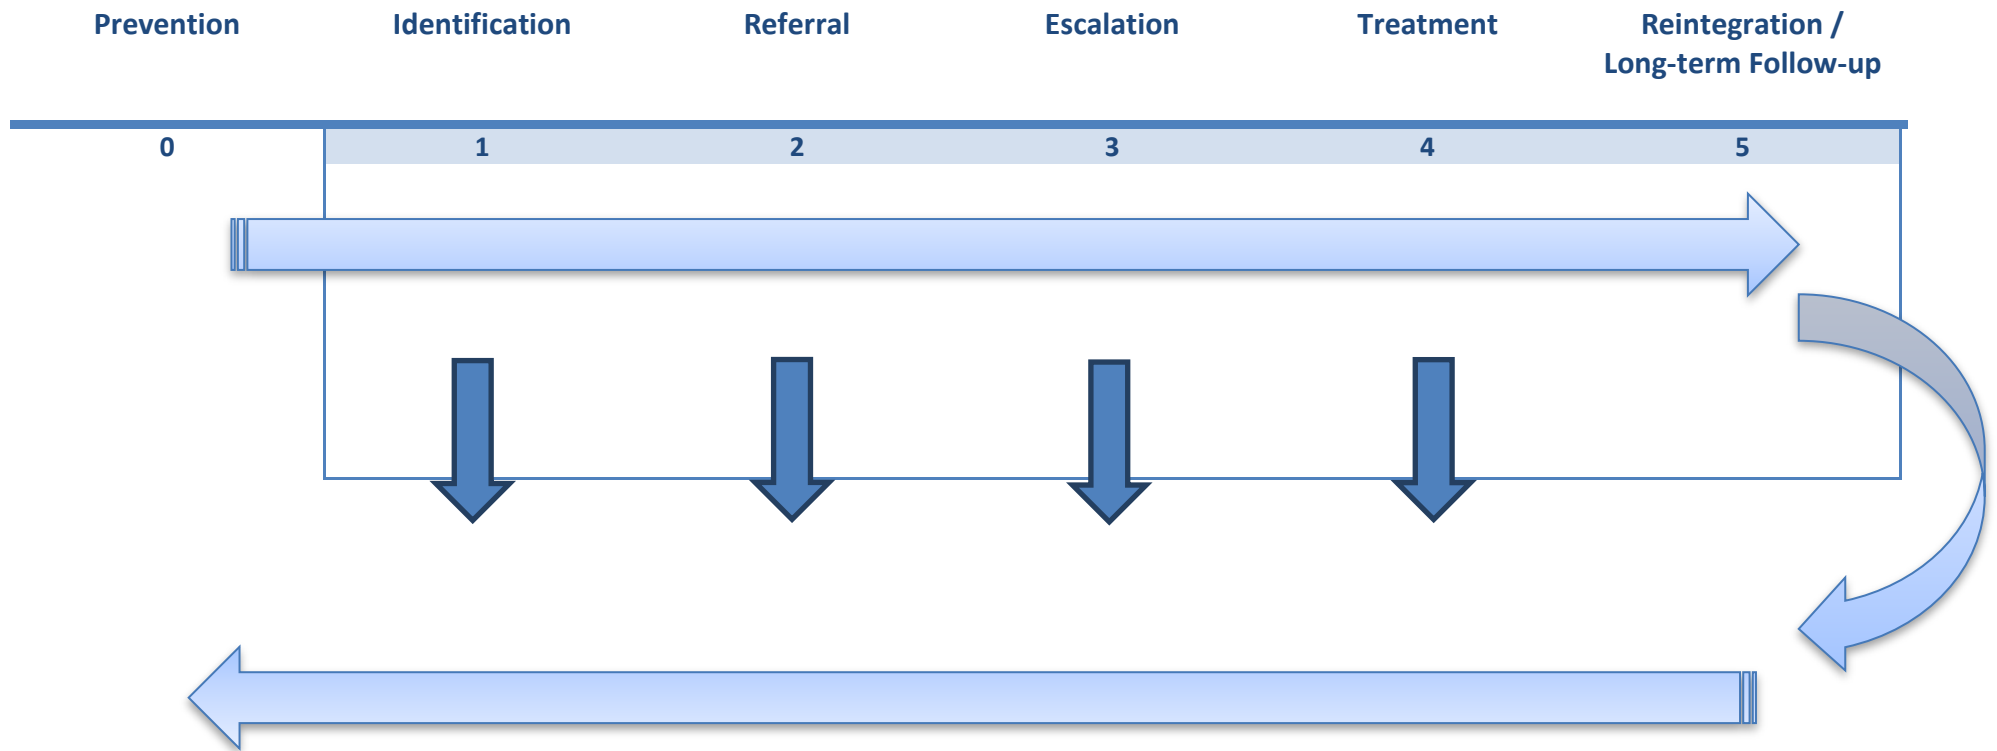 Prevention Identification Referral Escalation Treatment Reintegration /
Long-term Follow-up
0 1 2 3 4 5